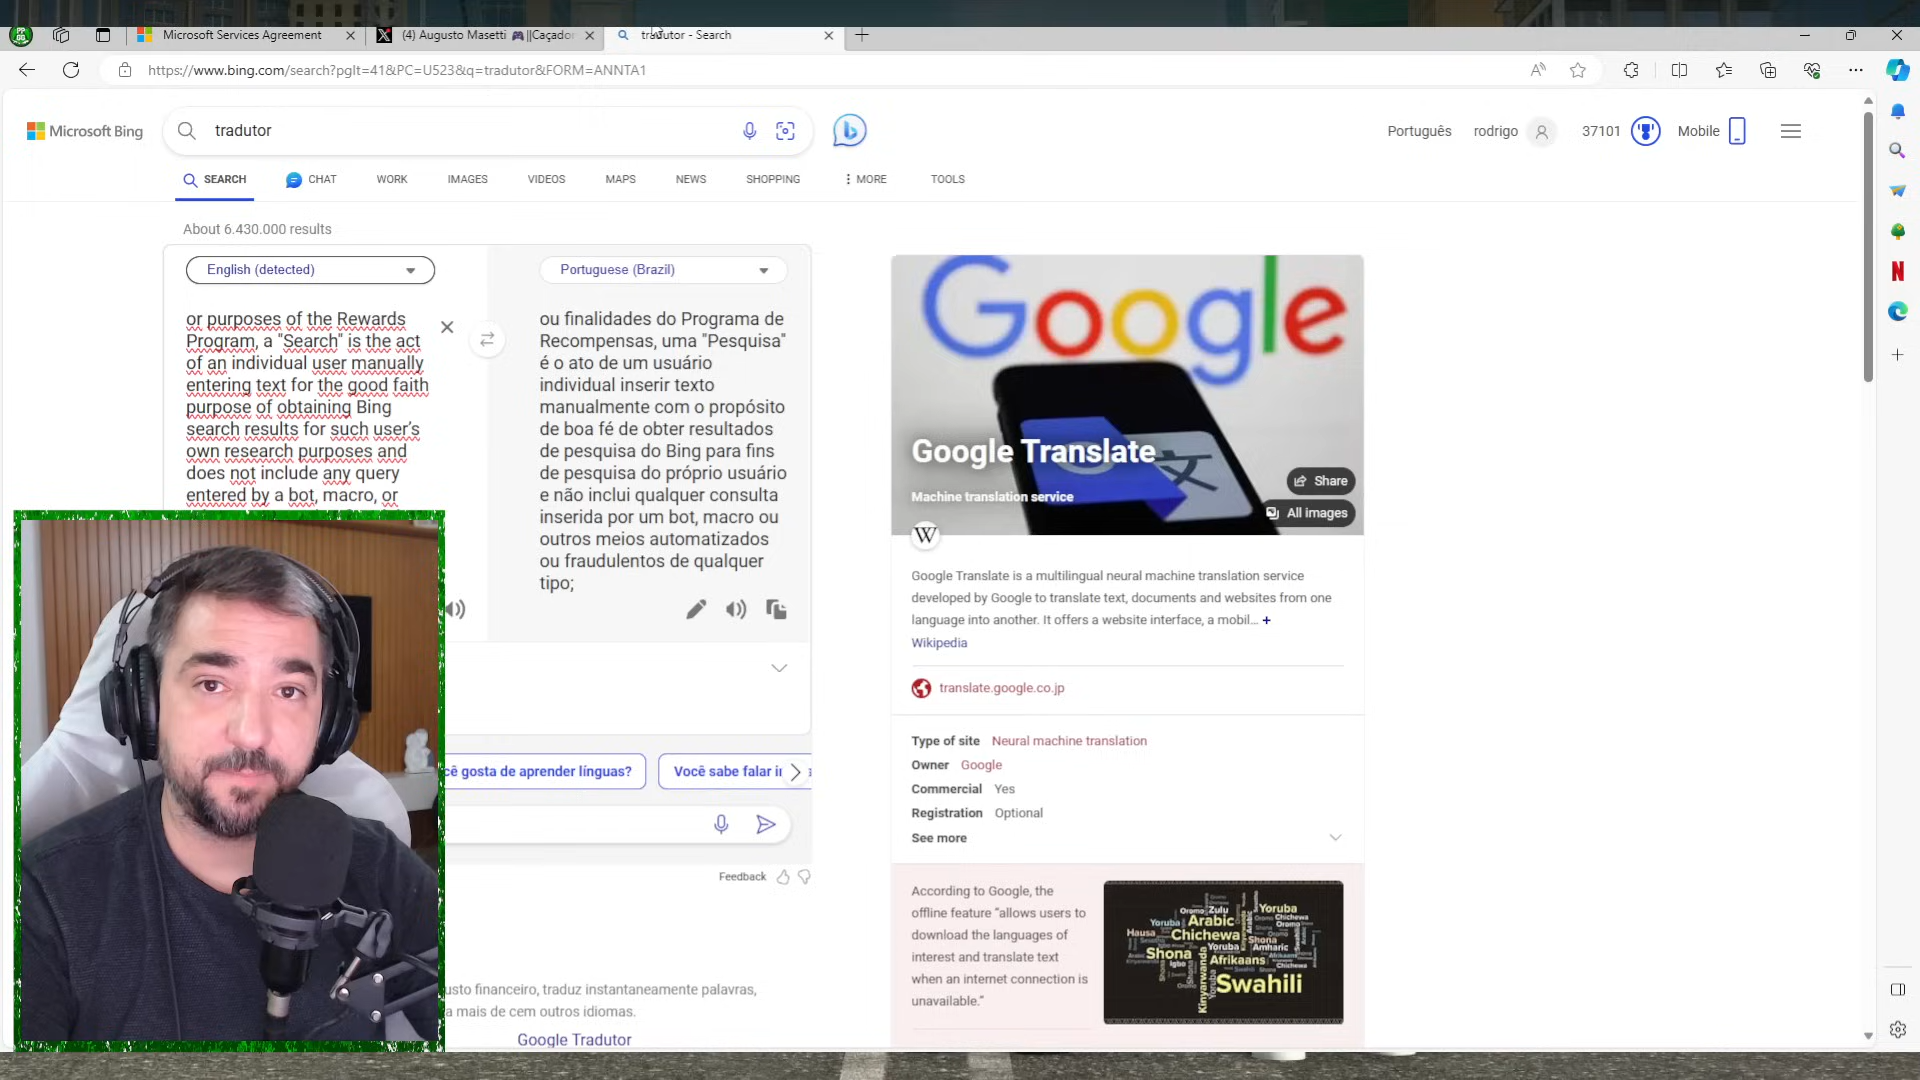 Microsoft Services Agreement
(4) Augusto Masetti 🎮||Caçador
tradutor - Search
https://www.bing.com/search?pglt=41&PC=U523&q=tradutor&FORM=ANNTA1
Microsoft Bing
tradutor
Português
rodrigo
37101
Mobile
SEARCH
CHAT
WORK
IMAGES
VIDEOS
MAPS
NEWS
SHOPPING
MORE
TOOLS
About 6.430.000 results
English (detected)
Portuguese (Brazil)
or purposes of the Rewards
Program, a "Search" is the act
of an individual user manually
entering text for the good faith
purpose of obtaining Bing
search results for such user's
own research purposes and
does not include any query
entered by a bot, macro, or
ou finalidades do Programa de
Recompensas, uma "Pesquisa"
é o ato de um usuário
individual inserir texto
manualmente com o propósito
de boa fé de obter resultados
de pesquisa do Bing para fins
de pesquisa do próprio usuário
e não inclui qualquer consulta
inserida por um bot, macro ou
outros meios automatizados
ou fraudulentos de qualquer
tipo;
cê gosta de aprender línguas?
Você sabe falar in
Feedback
usto financeiro, traduz instantaneamente palavras,
a mais de cem outros idiomas.
Google Tradutor
Google
Google Translate
Machine translation service
Share
All images
W
Google Translate is a multilingual neural machine translation service
developed by Google to translate text, documents and websites from one
language into another. It offers a website interface, a mobil... +
Wikipedia
translate.google.co.jp
Type of site Neural machine translation
Owner Google
Commercial Yes
Registration Optional
See more
According to Google, the
offline feature “allows users to
download the languages of
interest and translate text
when an internet connection is
unavailable.”
Oromo Zulu
Yoruba
Yoruba Arabic Chichewa
Hausa Chichewa
Shona Yoruba Amharic
Shona Afrikaans
Kinyarwanda Swahili